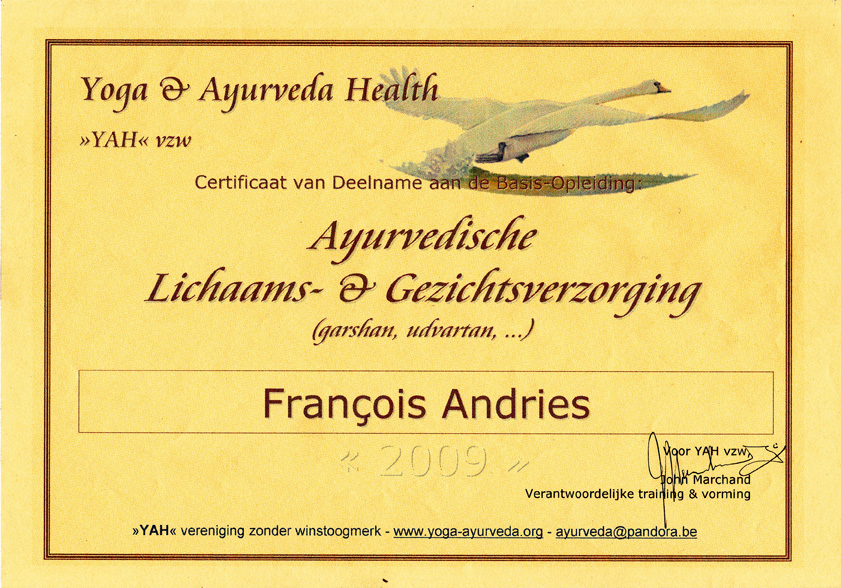 Yoga & Ayurveda Health
»YAH« vzw
Certificaat van Deelname aan de Basis-Opleiding:
Ayurvedische
Lichaams- & Gezichtsverzorging
(garshan, udvartan, ...)
François Andries
« 2009 »
Voor YAH vzw,
John Marchand
Verantwoordelijke training & vorming
»YAH« vereniging zonder winstoogmerk - www.yoga-ayurveda.org - ayurveda@pandora.be